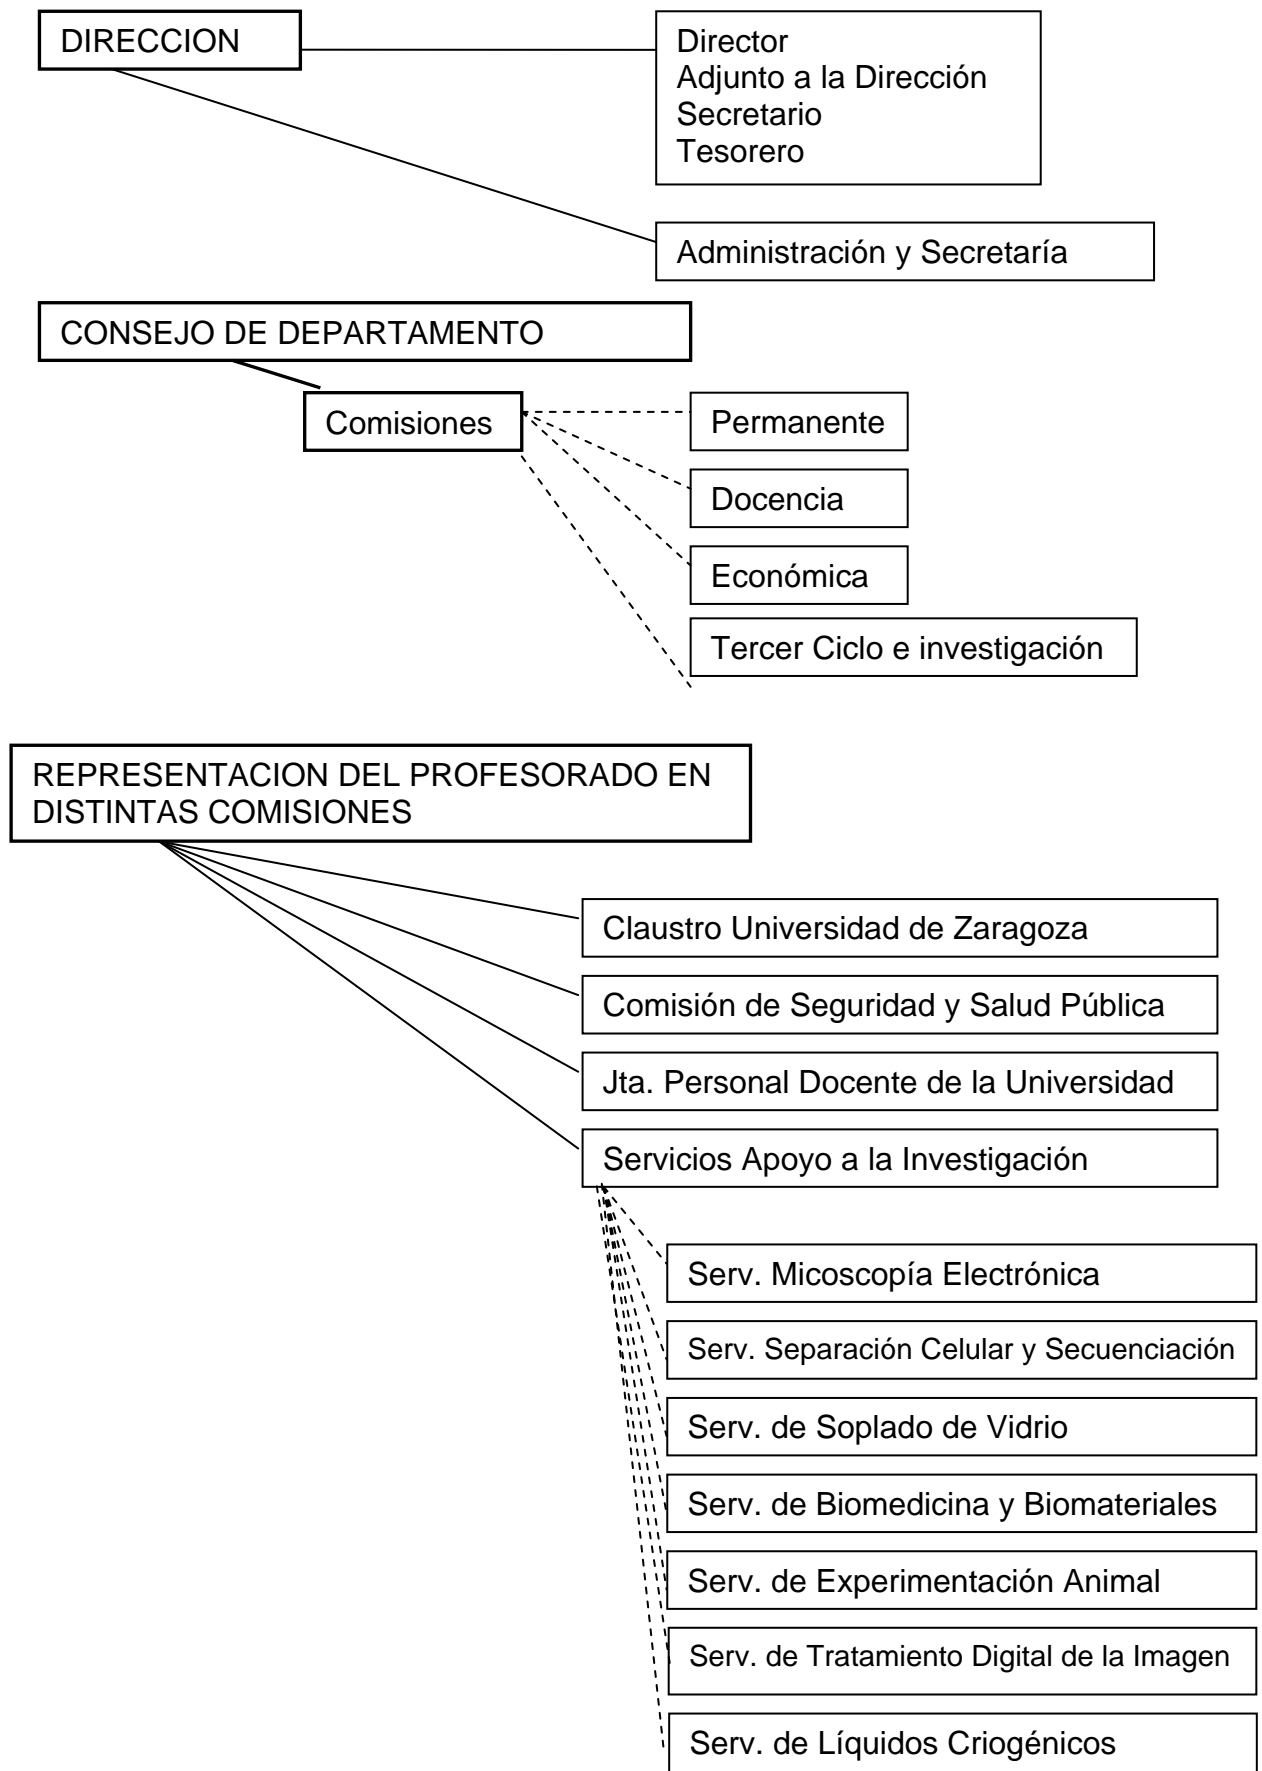 DIRECCION
Director
Adjunto a la Dirección
Secretario
Tesorero
Administración y Secretaría
CONSEJO DE DEPARTAMENTO
Comisiones
Permanente
Docencia
Económica
Tercer Ciclo e investigación
REPRESENTACION DEL PROFESORADO EN
DISTINTAS COMISIONES
Claustro Universidad de Zaragoza
Comisión de Seguridad y Salud Pública
Jta. Personal Docente de la Universidad
Servicios Apoyo a la Investigación
Serv. Micoscopía Electrónica
Serv. Separación Celular y Secuenciación
Serv. de Soplado de Vidrio
Serv. de Biomedicina y Biomateriales
Serv. de Experimentación Animal
Serv. de Tratamiento Digital de la Imagen
Serv. de Líquidos Criogénicos